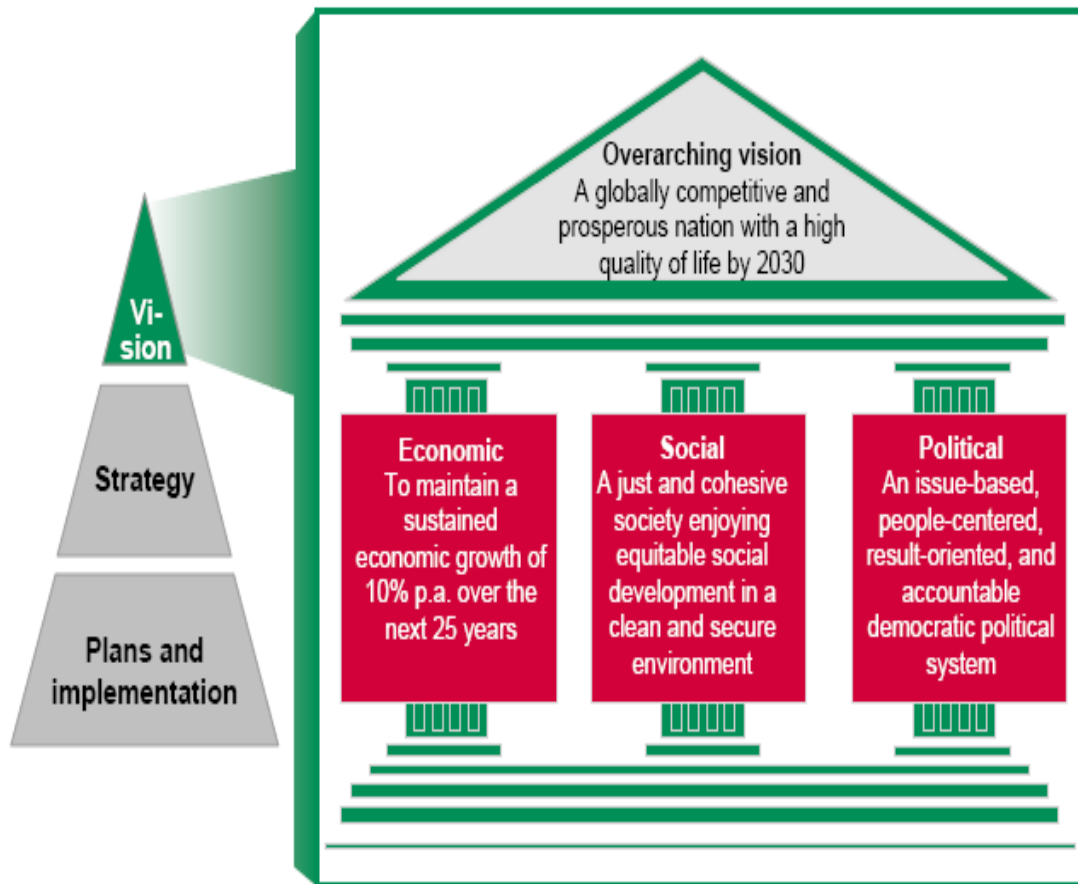 Overarching vision
A globally competitive and
prosperous nation with a high
quality of life by 2030
Vi-
sion
Strategy
Plans and
implementation
Economic
To maintain a
sustained
economic growth of
10% p.a. over the
next 25 years
Social
A just and cohesive
society enjoying
equitable social
development in a
clean and secure
environment
Political
An issue-based,
people-centered,
result-oriented, and
accountable
democratic political
system